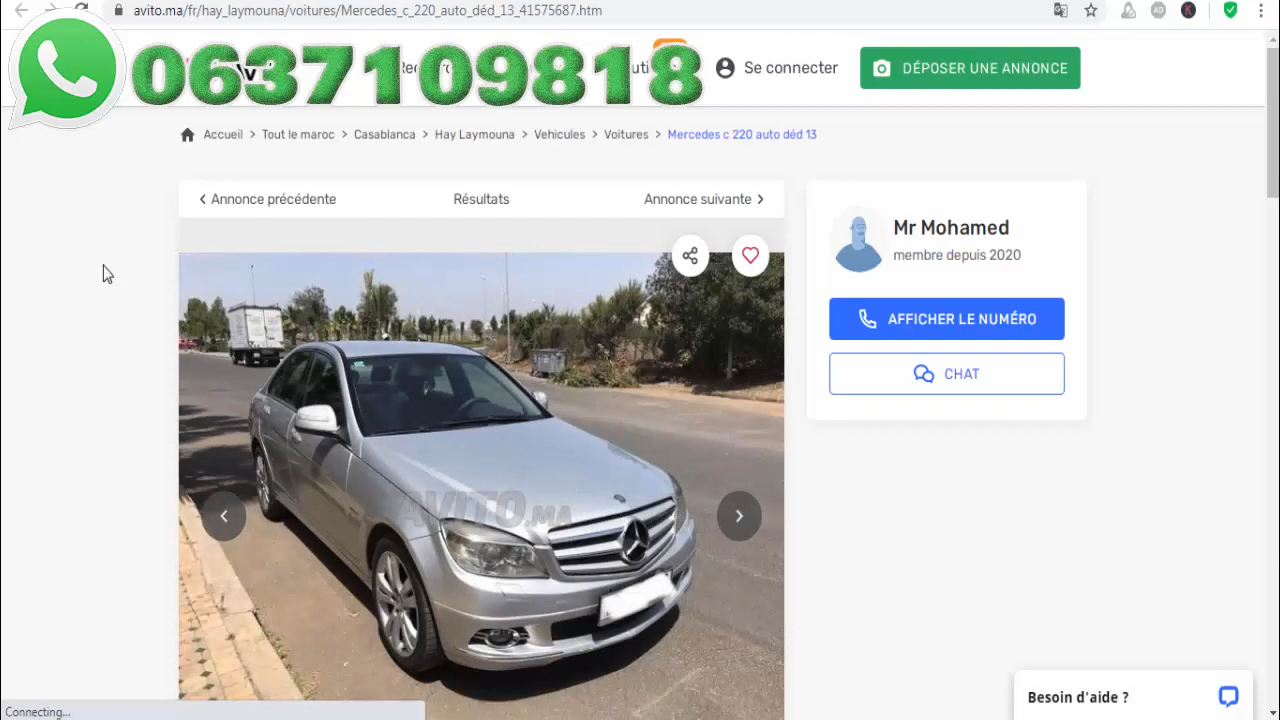 avito.ma/fr/hay_laymouna/voitures/Mercedes_c_220_auto_déd_13_41575687.htm
0637109818
Se connecter
DÉPOSER UNE ANNONCE
Accueil > Tout le maroc > Casablanca > Hay Laymouna > Vehicules > Voitures > Mercedes c 220 auto déd 13
Annonce précédente
Résultats
Annonce suivante
Mr Mohamed
membre depuis 2020
AFFICHER LE NUMÉRO
CHAT
AVITO.MA
Besoin d'aide ?
Connecting...